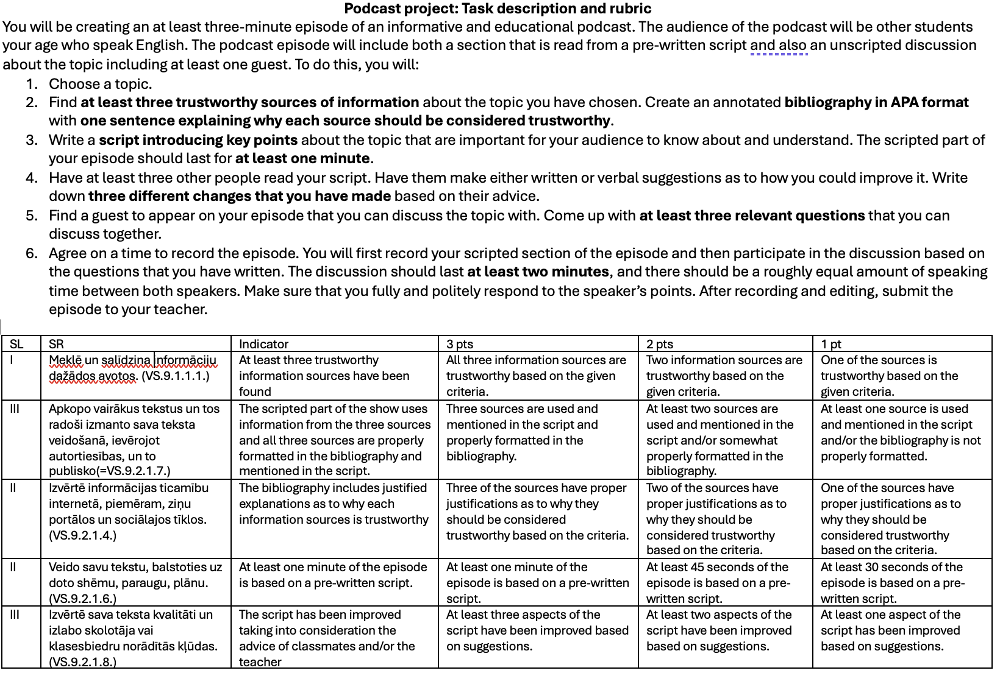 Podcast project: Task description and rubric
You will be creating an at least three-minute episode of an informative and educational podcast. The audience of the podcast will be other students
your age who speak English. The podcast episode will include both a section that is read from a pre-written script and also an unscripted discussion
about the topic including at least one guest. To do this, you will:
1. Choose a topic.
2. Find at least three trustworthy sources of information about the topic you have chosen. Create an annotated bibliography in APA format
with one sentence explaining why each source should be considered trustworthy.
3. Write a script introducing key points about the topic that are important for your audience to know about and understand. The scripted part of
your episode should last for at least one minute.
4. Have at least three other people read your script. Have them make either written or verbal suggestions as to how you could improve it. Write
down three different changes that you have made based on their advice.
5. Find a guest to appear on your episode that you can discuss the topic with. Come up with at least three relevant questions that you can
discuss together.
6. Agree on a time to record the episode. You will first record your scripted section of the episode and then participate in the discussion based on
the questions that you have written. The discussion should last at least two minutes, and there should be a roughly equal amount of speaking
time between both speakers. Make sure that you fully and politely respond to the speaker's points. After recording and editing, submit the
episode to your teacher.
SL
SR
Indicator
3 pts
2 pts
1 pt
I
Meklē un salīdzina informāciju
dažādos avotos. (VS.9.1.1.1.)
At least three trustworthy
information sources have been
found
All three information sources are
trustworthy based on the given
criteria.
Two information sources are
trustworthy based on the
given criteria.
One of the sources is
trustworthy based on the
given criteria.
III
Apkopo vairākus tekstus un tos
radoši izmanto sava teksta
veidošanā, ievērojot
autortiesības, un to
publisko(=VS.9.2.1.7.)
The scripted part of the show uses
information from the three sources
and all three sources are properly
formatted in the bibliography and
mentioned in the script.
Three sources are used and
mentioned in the script and
properly formatted in the
bibliography.
At least two sources are
used and mentioned in the
script and/or somewhat
properly formatted in the
bibliography.
At least one source is used
and mentioned in the script
and/or the bibliography is not
properly formatted.
II
Izvērtē informācijas ticamību
internetā, piemēram, ziņu
portālos un sociālajos tīklos.
(VS.9.2.1.4.)
The bibliography includes justified
explanations as to why each
information sources is trustworthy
Three of the sources have proper
justifications as to why they
should be considered
trustworthy based on the criteria.
Two of the sources have
proper justifications as to
why they should be
considered trustworthy
based on the criteria.
One of the sources have
proper justifications as to
why they should be
considered trustworthy
based on the criteria.
II
Veido savu tekstu, balstoties uz
doto shēmu, paraugu, plānu.
(VS.9.2.1.6.)
At least one minute of the episode
is based on a pre-written script.
At least one minute of the
episode is based on a pre-written
script.
At least 45 seconds of the
episode is based on a pre-
written script.
At least 30 seconds of the
episode is based on a pre-
written script.
III
Izvērtē sava teksta kvalitāti un
izlabo skolotāja vai
klasesbiedru norādītās kļūdas.
(VS.9.2.1.8.)
The script has been improved
taking into consideration the
advice of classmates and/or the
teacher
At least three aspects of the
script have been improved based
on suggestions.
At least two aspects of the
script have been improved
based on suggestions.
At least one aspect of the
script has been improved
based on suggestions.